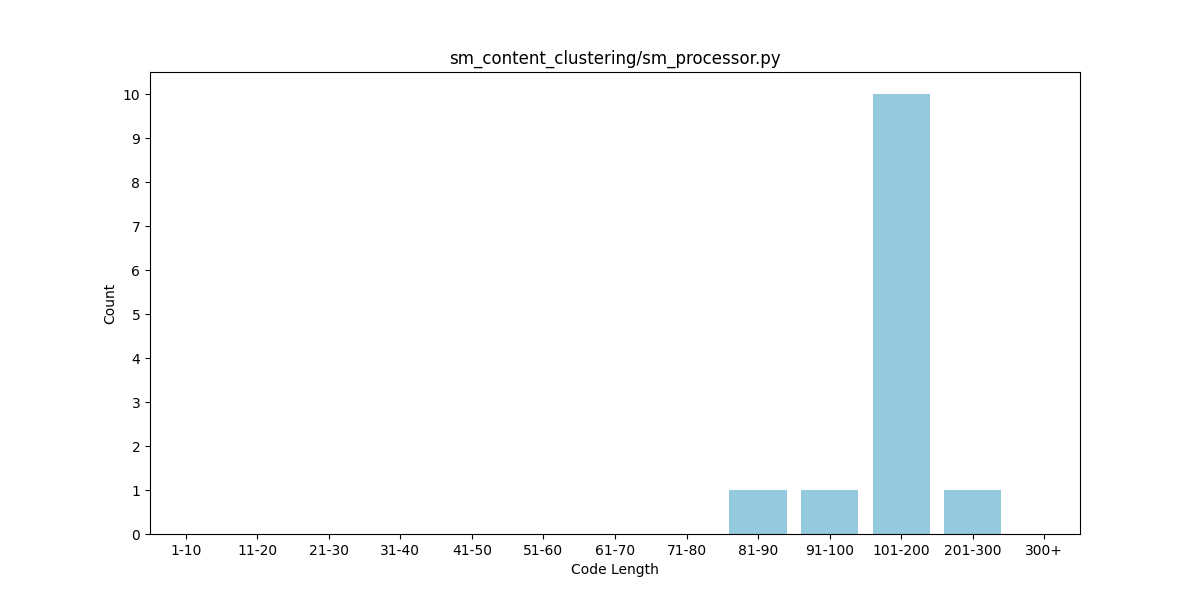 sm_content_clustering/sm_processor.py
Count
10
9
8
7
6
5
4
3
2
1
0
1-10 11-20 21-30 31-40 41-50 51-60 61-70 71-80 81-90 91-100 101-200 201-300 300+
Code Length